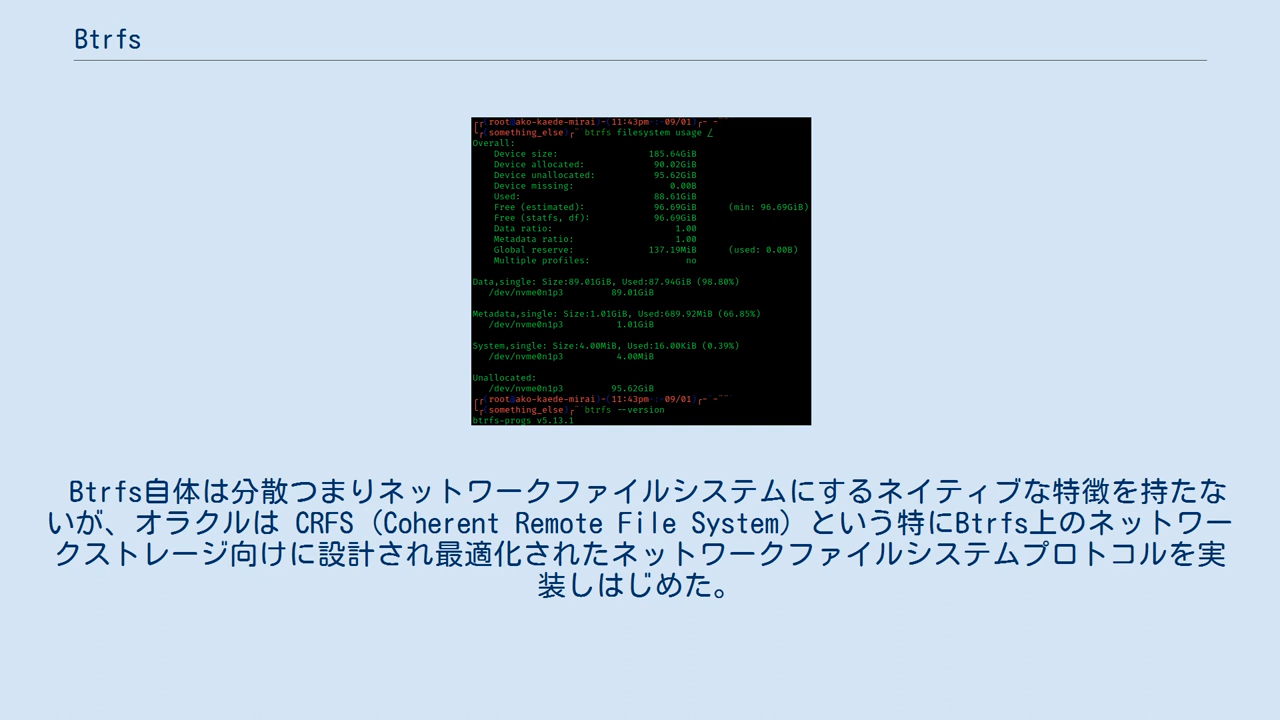 Btrfs
root@ako-kaede-mirai)-(11:43pm-:-09/01)
(something_else) btrfs filesystem usage /
Overall:
Device size: 185.64GiB
Device allocated: 90.02GiB
Device unallocated: 95.62GiB
Device missing: 0.00B
Used: 88.61GiB
Free (estimated): 96.69GiB (min: 96.69GiB)
Free (statfs, df): 96.69GiB
Data ratio: 1.00
Metadata ratio: 1.00
Global reserve: 137.19MiB (used: 0.00B)
Multiple profiles: no
Data,single: Size:89.01GiB, Used:87.94GiB (98.80%)
/dev/nvme0n1p3 89.01GiB
Metadata,single: Size:1.01GiB, Used:689.92MiB (66.85%)
/dev/nvme0n1p3 1.01GiB
System,single: Size:4.00MiB, Used:16.00KiB (0.39%)
/dev/nvme0n1p3 4.00MiB
Unallocated:
/dev/nvme0n1p3 95.62GiB
root@ako-kaede-mirai)-(11:43pm-:-09/01)
(something_else) btrfs --version
btrfs-progs v5.13.1
Btrfs自体は分散つまりネットワークファイルシステムにするネイティブな特徴を持たな
いが、オラクルは CRFS（Coherent Remote File System）という特にBtrfs上のネットワー
クストレージ向けに設計され最適化されたネットワークファイルシステムプロトコルを実
装しはじめた。